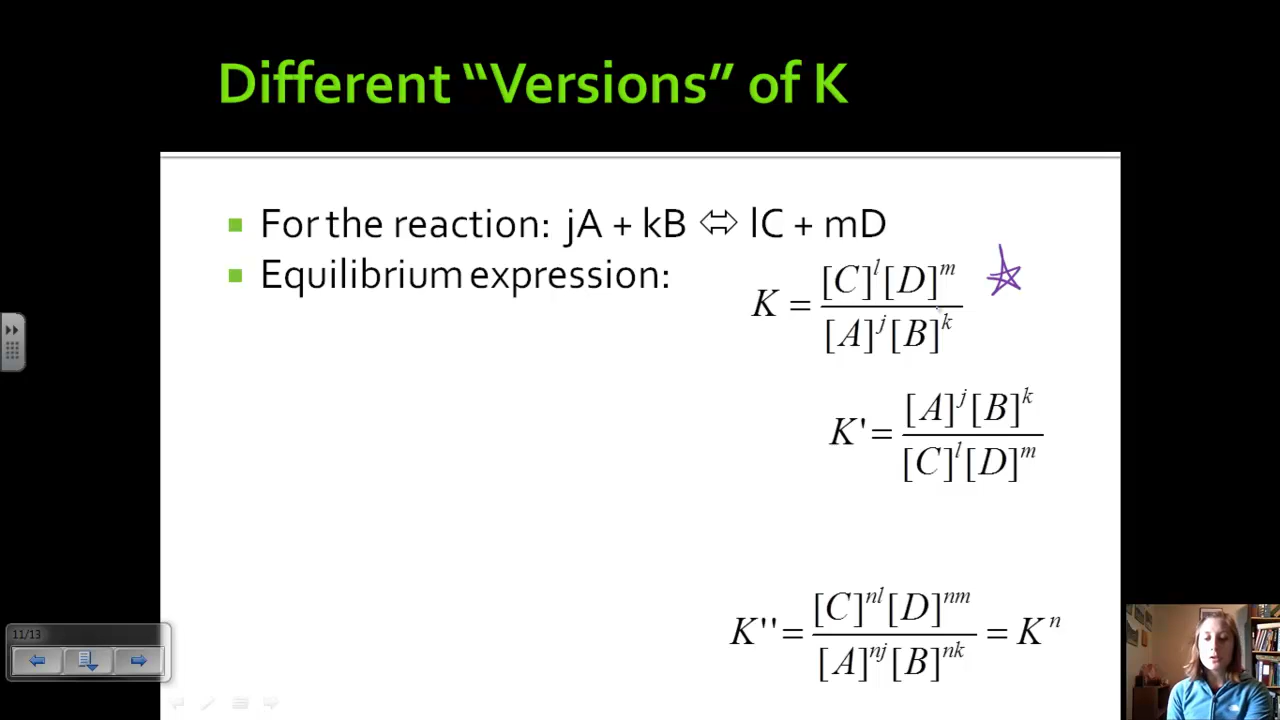 Different “Versions” of K
▪ For the reaction: jA + kB ⇔ lC + mD
▪ Equilibrium expression:
K = [C]^l[D]^m / [A]^j[B]^k
K' = [A]^j[B]^k / [C]^l[D]^m
K'' = [C]^nl[D]^nm / [A]^nj[B]^nk = K^n
11/13